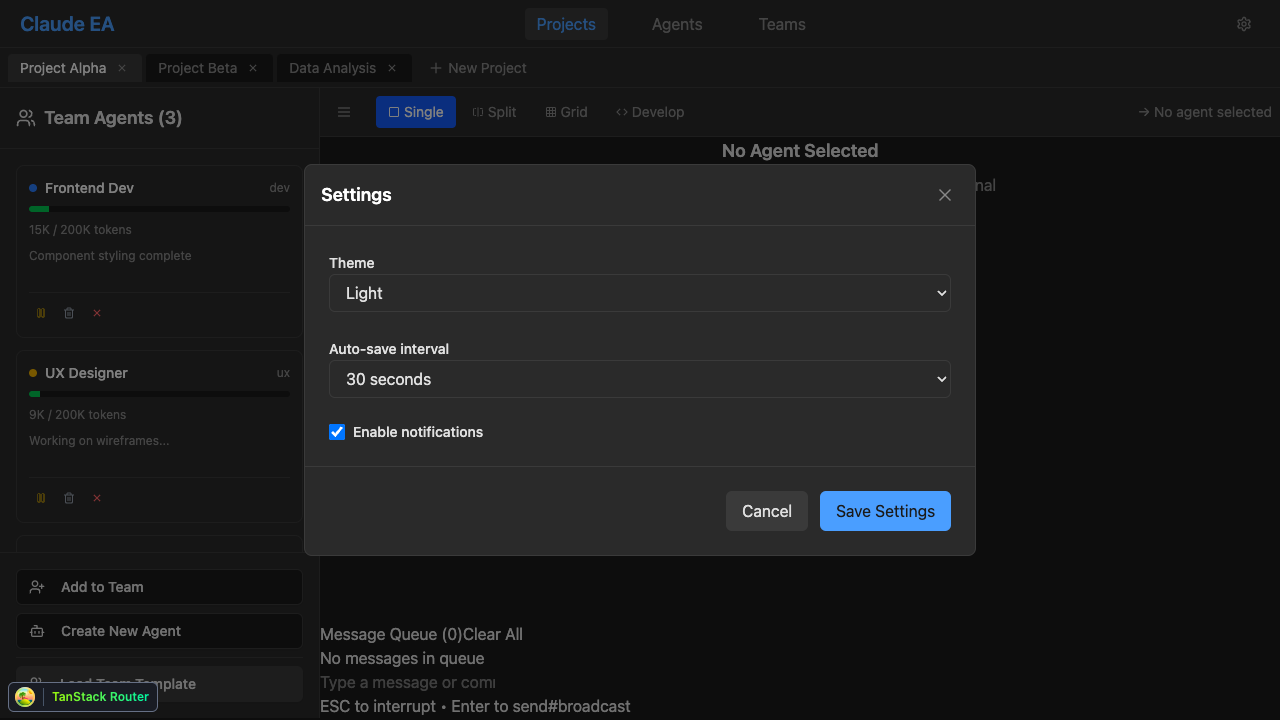 Claude EA
Projects
Agents
Teams
Project Alpha
Project Beta
Data Analysis
New Project
Team Agents (3)
Single
Split
Grid
Develop
No agent selected
No Agent Selected
nal
Frontend Dev
dev
15K / 200K tokens
Component styling complete
UX Designer
ux
9K / 200K tokens
Working on wireframes...
Settings
Theme
Light
Auto-save interval
30 seconds
Enable notifications
Cancel
Save Settings
Add to Team
Create New Agent
Load Team Template
TanStack Router
Message Queue (0)Clear All
No messages in queue
Type a message or com
ESC to interrupt • Enter to send#broadcast